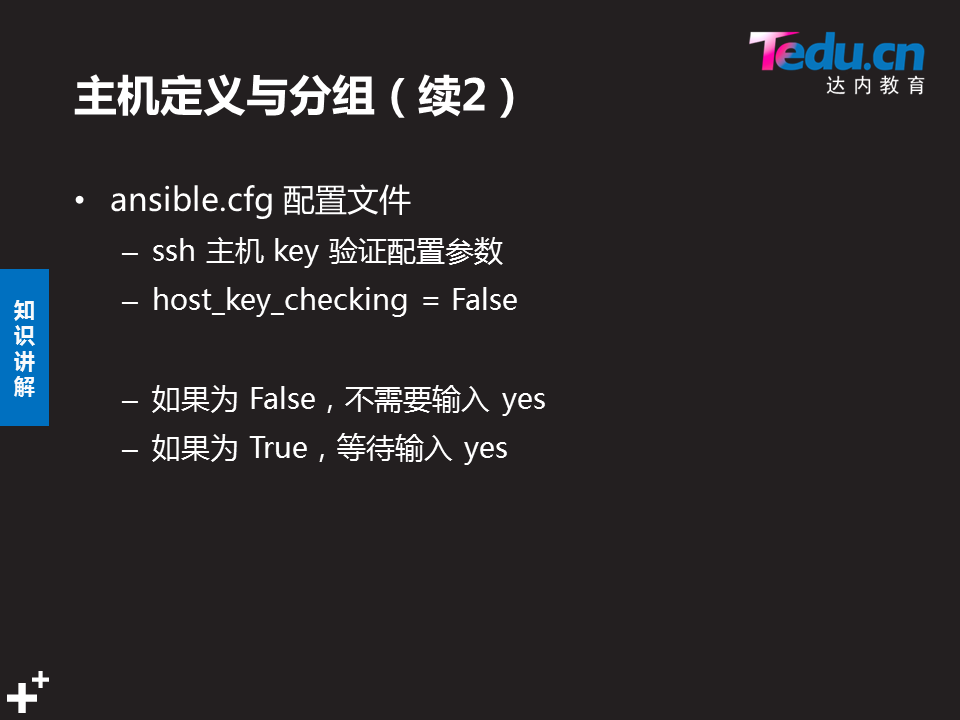 Tedu.cn
达内教育
主机定义与分组（续2）
• ansible.cfg 配置文件
– ssh 主机 key 验证配置参数
– host_key_checking = False
– 如果为 False，不需要输入 yes
– 如果为 True，等待输入 yes
知
识
讲
解